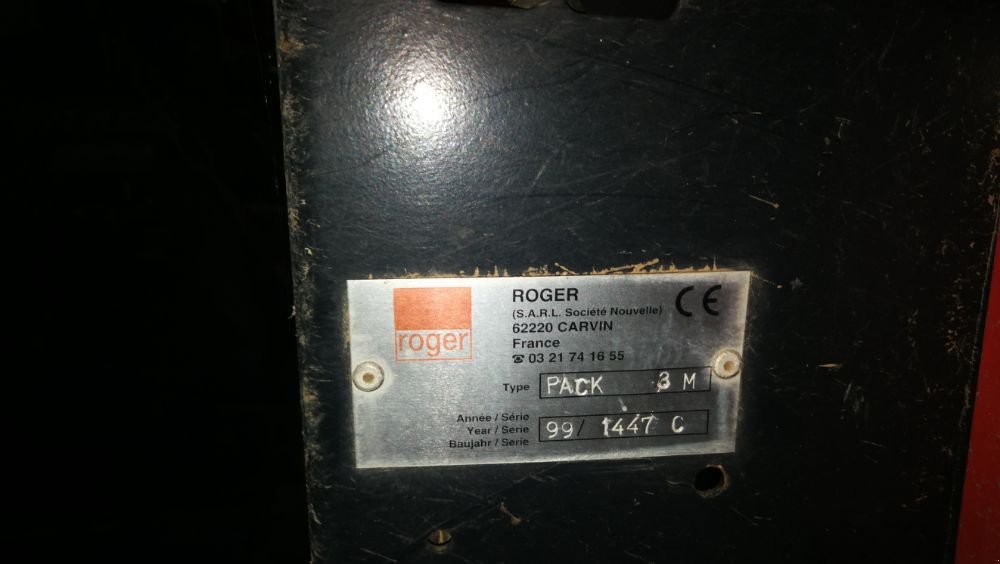 roger
ROGER
(S.A.R.L. Société Nouvelle)
62220 CARVIN
France
☎ 03 21 74 16 55
CE
Type PACK 3 M
Année / Série
Year / Serie
Baujahr / Serie
99/ 1447 C